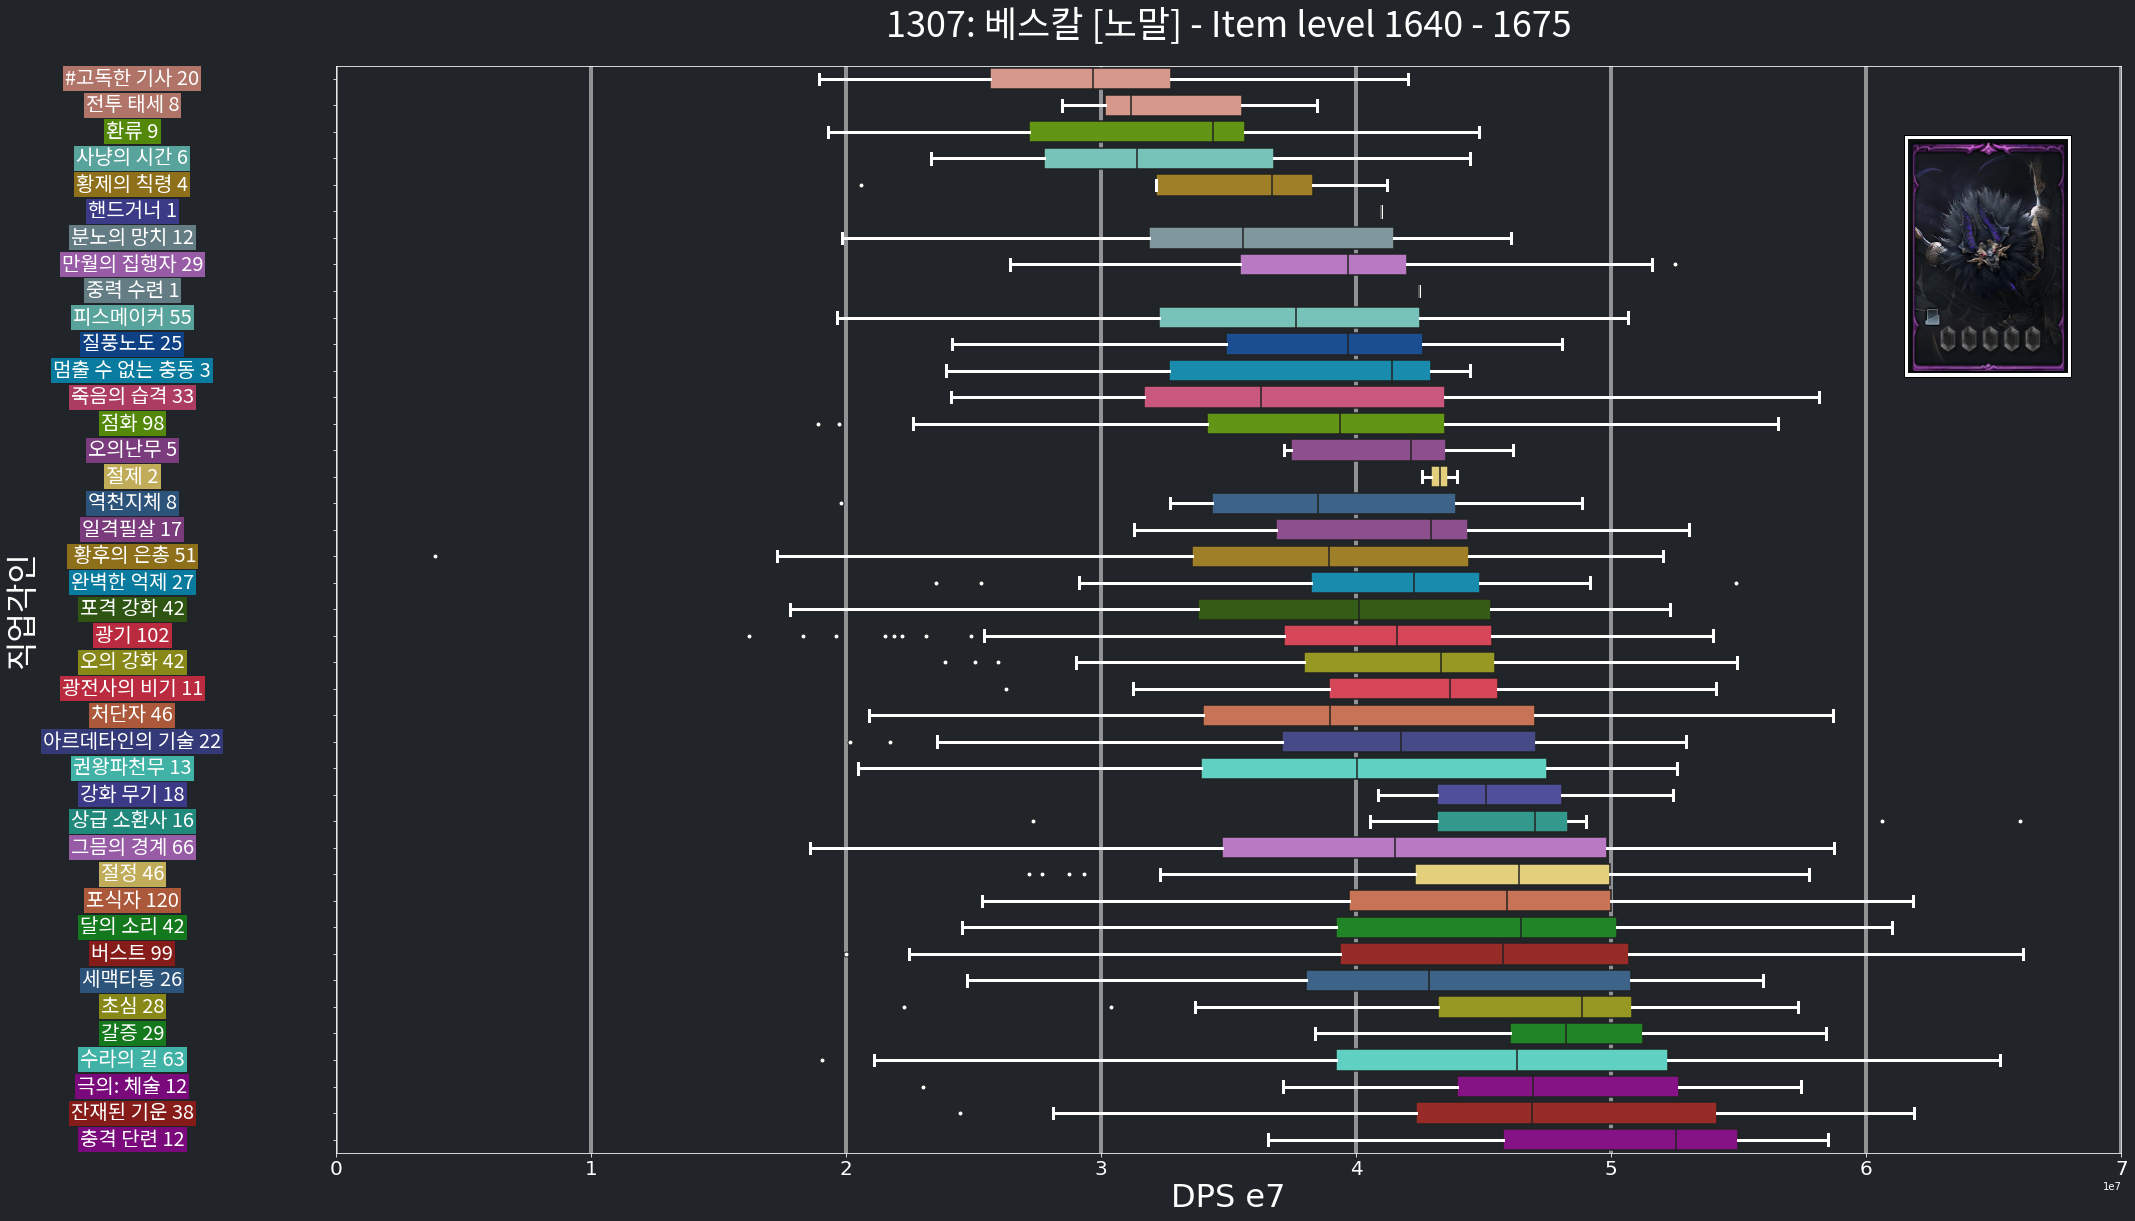 1307: 베스칼 [노말] - Item level 1640 - 1675
#고독한 기사 20
전투 태세 8
환류 9
사냥의 시간 6
황제의 칙령 4
핸드거너 1
분노의 망치 12
만월의 집행자 29
중력 수련 1
피스메이커 55
질풍노도 25
멈출 수 없는 충동 3
죽음의 습격 33
점화 98
오의난무 5
절제 2
역천지체 8
일격필살 17
황후의 은총 51
완벽한 억제 27
포격 강화 42
광기 102
오의 강화 42
광전사의 비기 11
처단자 46
아르데타인의 기술 22
권왕파천무 13
강화 무기 18
상급 소환사 16
그믐의 경계 66
절정 46
포식자 120
달의 소리 42
버스트 99
세맥타통 26
초심 28
갈증 29
수라의 길 63
극의: 체술 12
잔재된 기운 38
충격 단련 12
직업각인
0 1 2 3 4 5 6 7
1e7
DPS e7